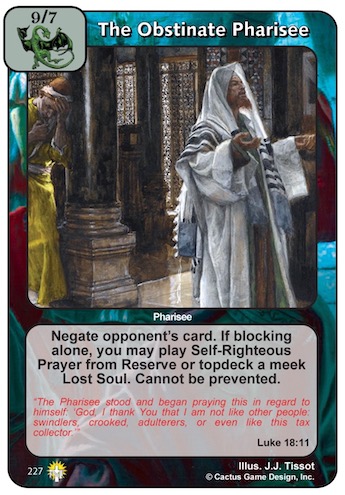 9/7
The Obstinate Pharisee
Pharisee
Negate opponent's card. If blocking
alone, you may play Self-Righteous
Prayer from Reserve or topdeck a meek
Lost Soul. Cannot be prevented.
"The Pharisee stood and began praying this in regard to
himself: 'God, I thank You that I am not like other people:
swindlers, crooked, adulterers, or even like this tax
collector.'"
Luke 18:11
Illus. J.J. Tissot
227
© Cactus Game Design, Inc.